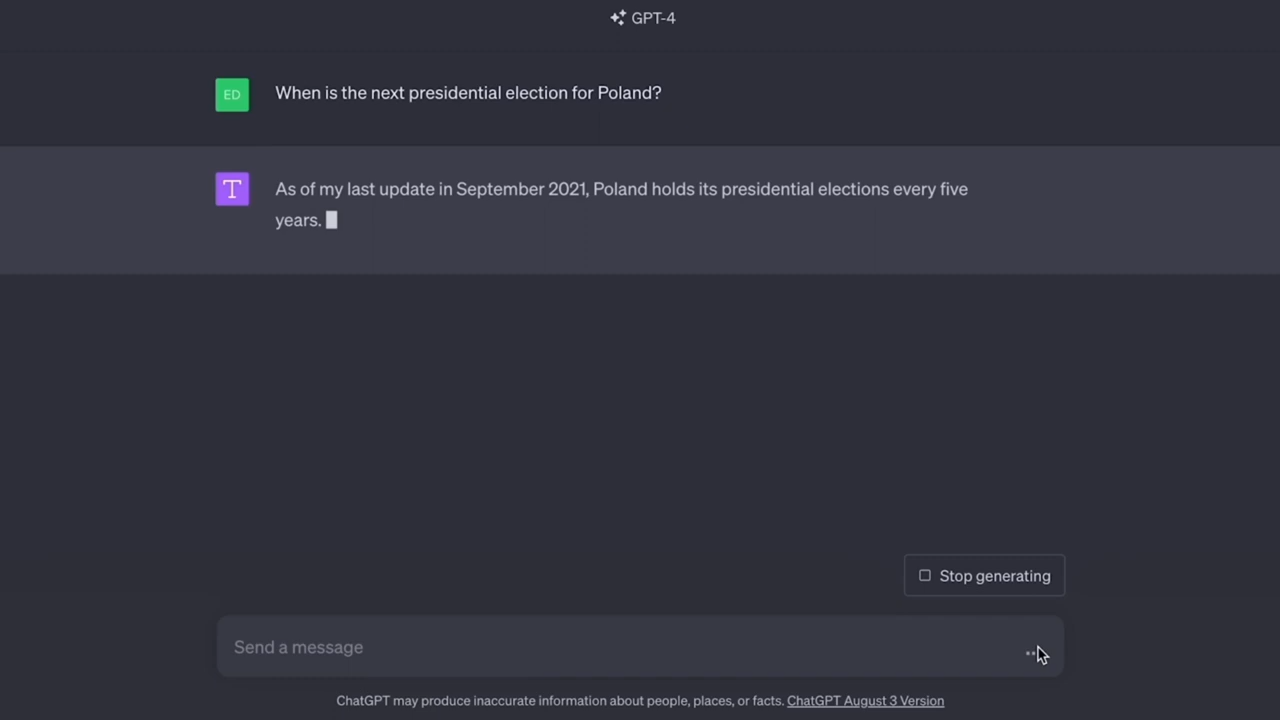 GPT-4
ED
When is the next presidential election for Poland?
T
As of my last update in September 2021, Poland holds its presidential elections every five
years.
Stop generating
Send a message
ChatGPT may produce inaccurate information about people, places, or facts. ChatGPT August 3 Version